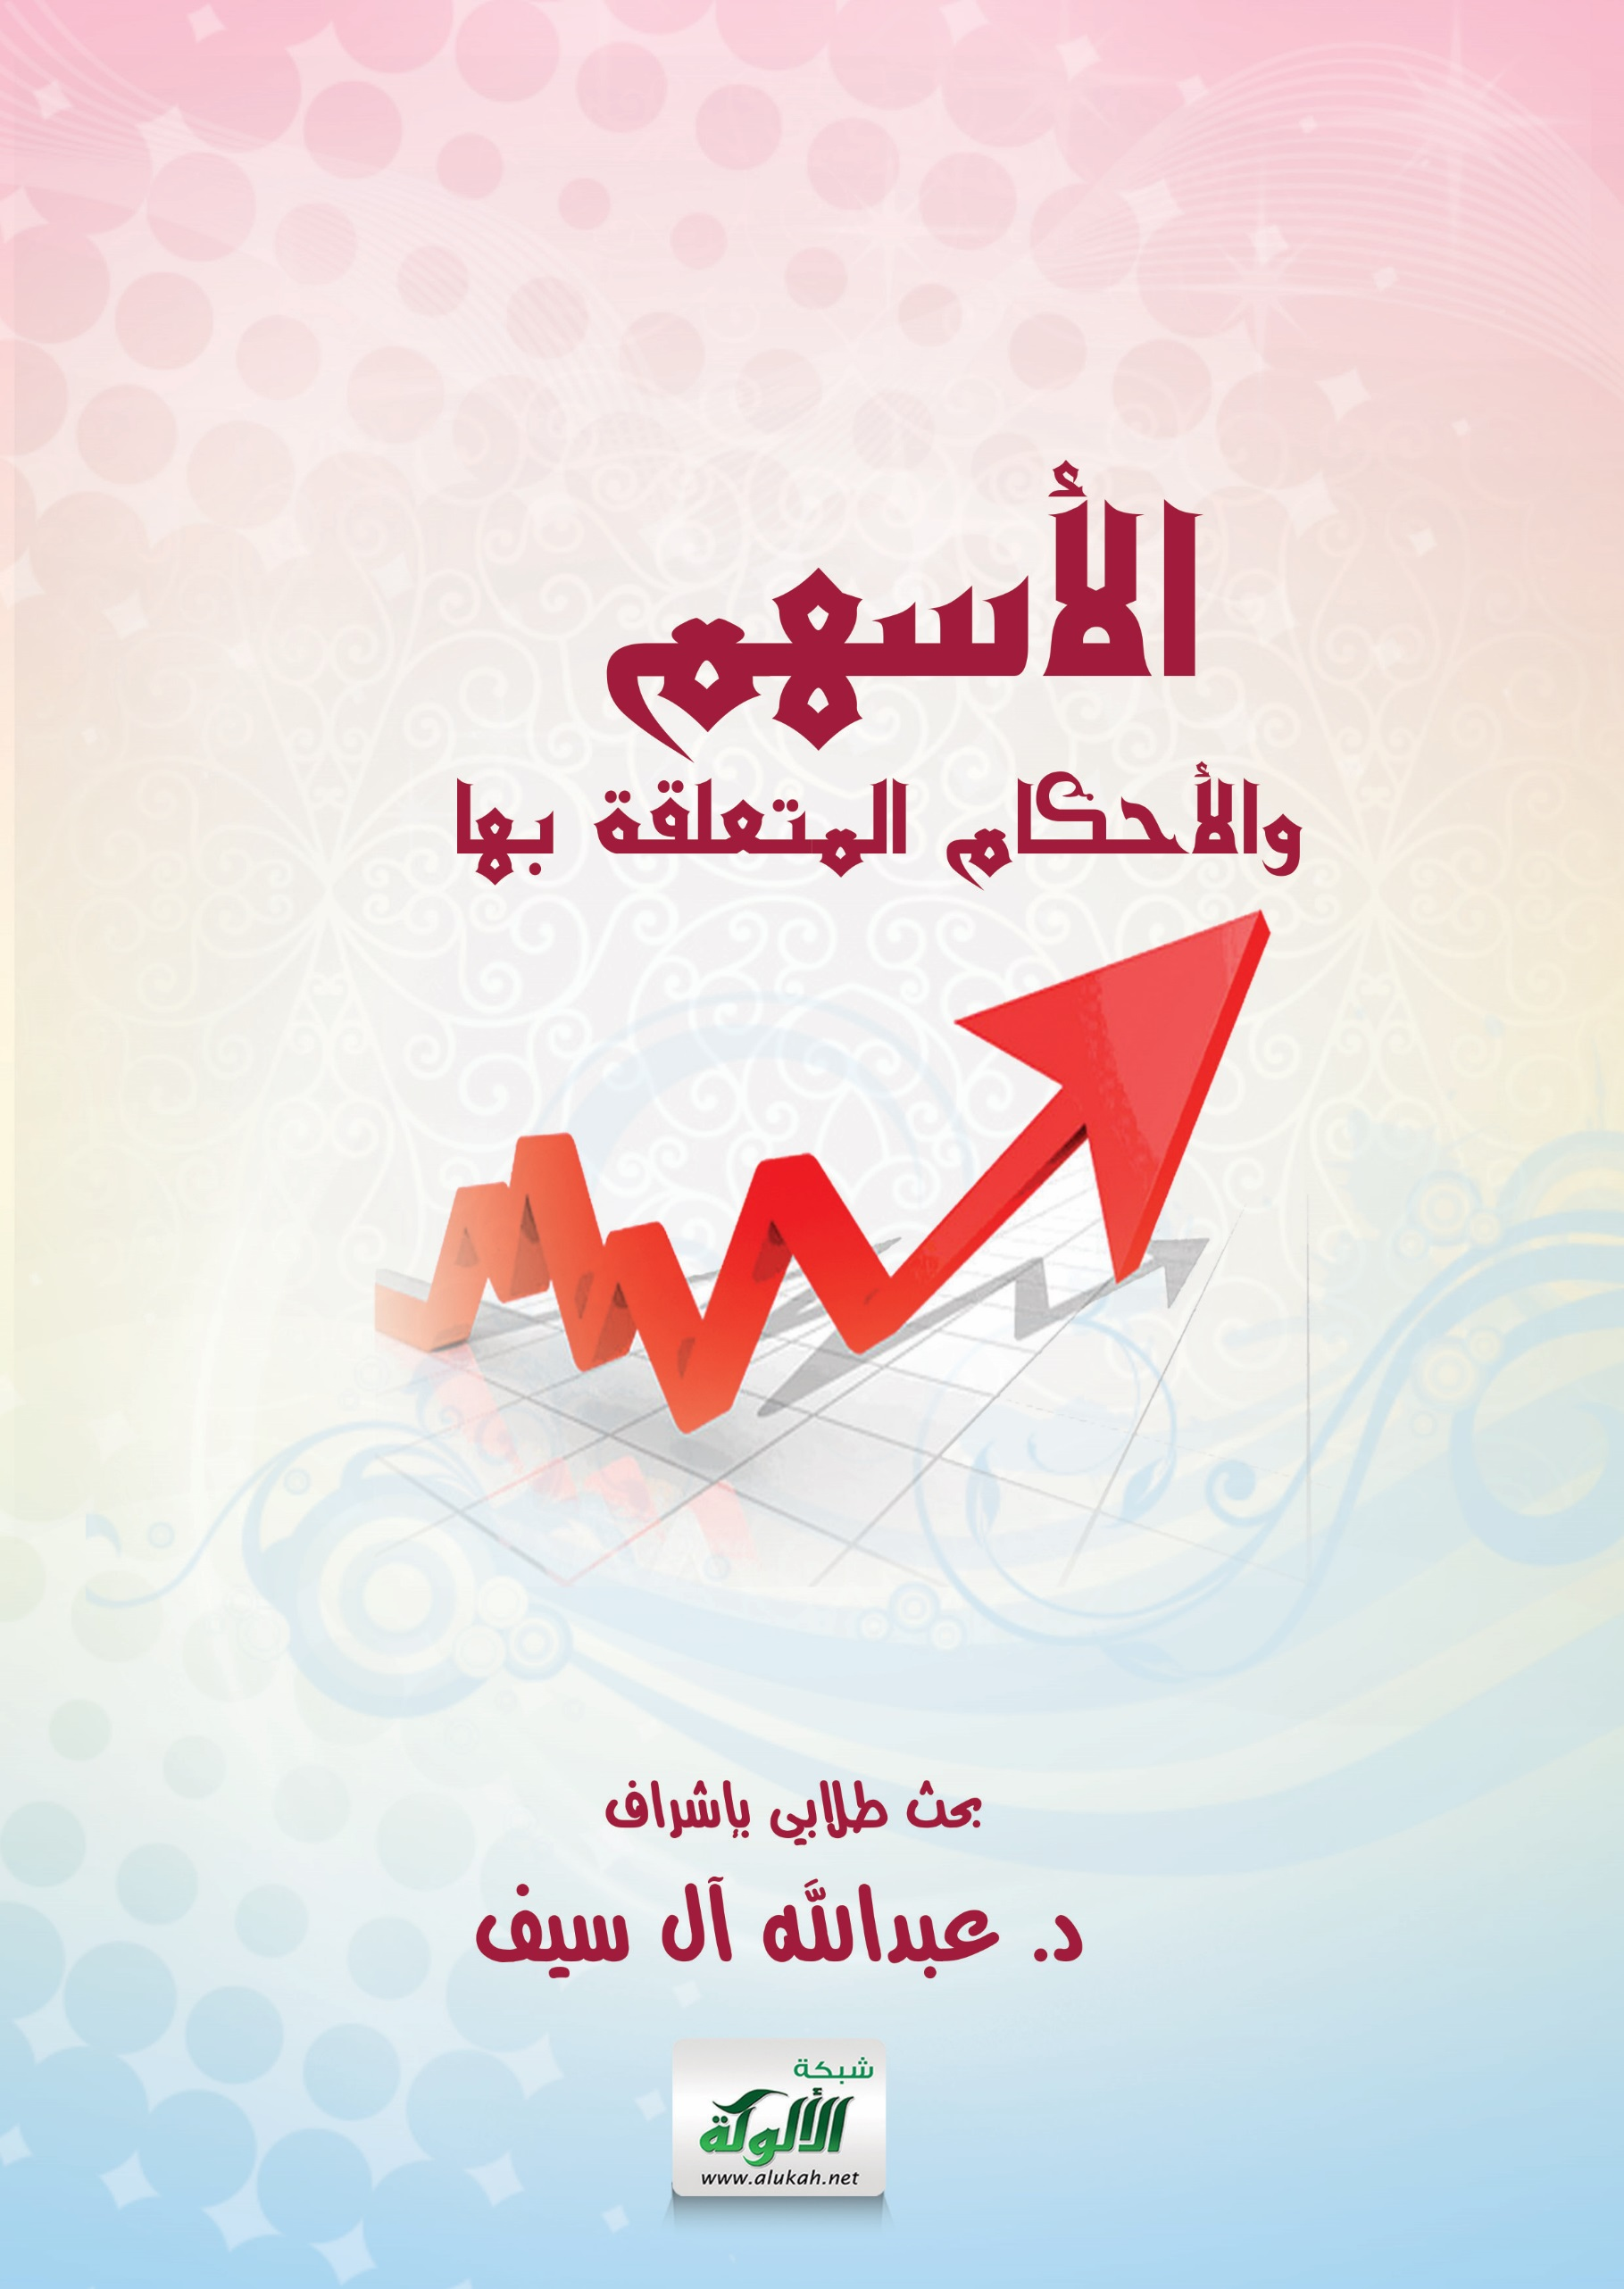 الأسهم
والأحكام المتعلقة بها
بحث طلابي بإشراف
د. عبدالله آل سيف
شبكة
الألوكة
www.alukah.net